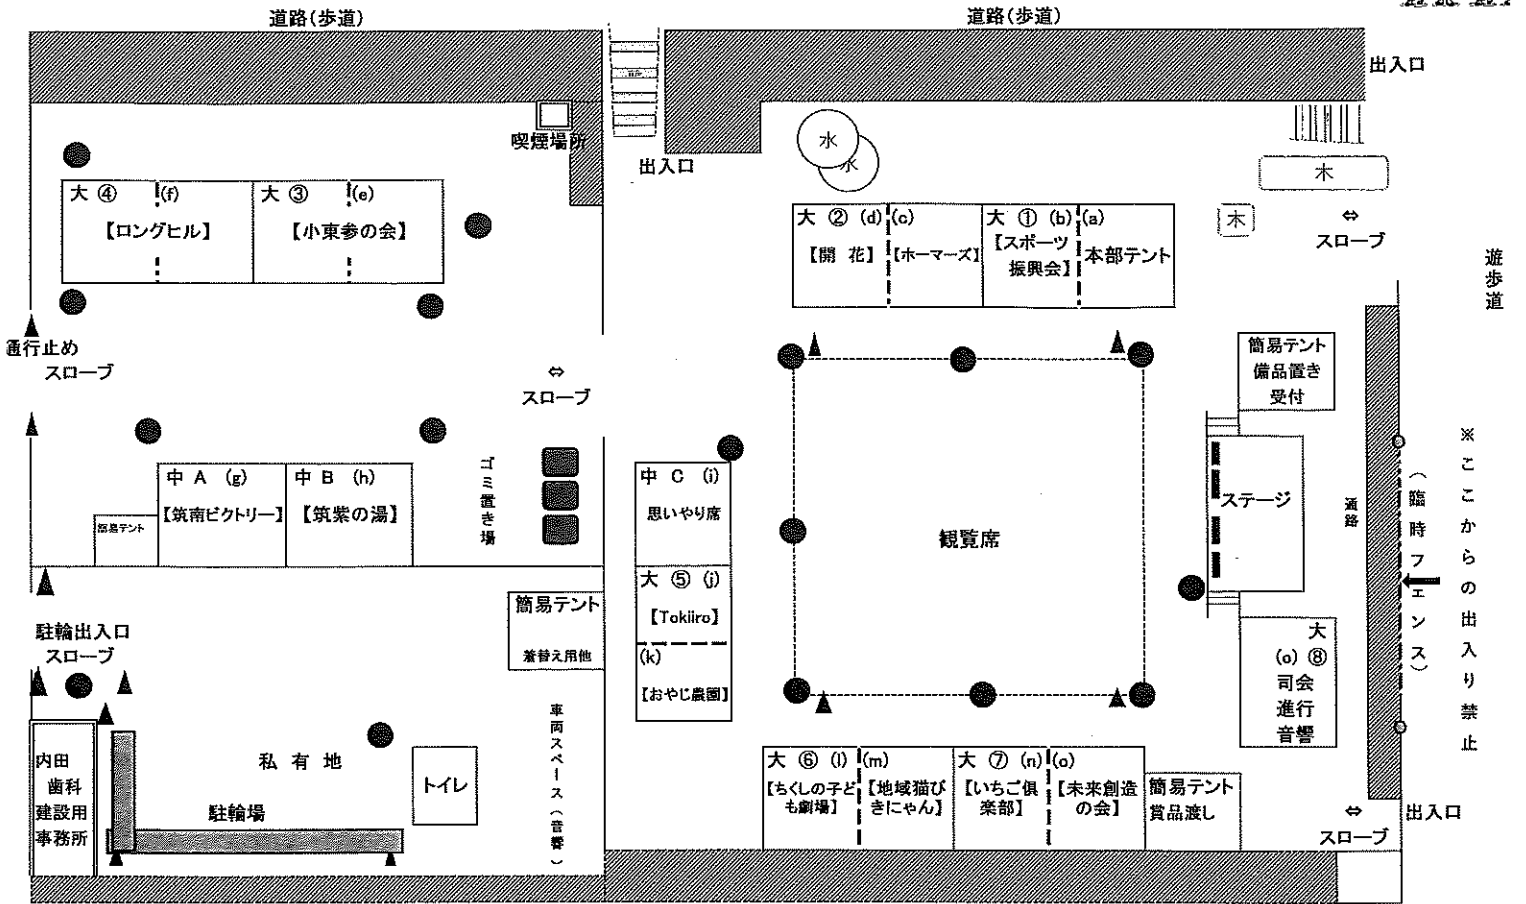 道路(歩道)
道路(歩道)
出入口
喫煙場所
出入口
水
水
木
木
⇔
スロープ
遊歩道
大 ④ (f)
【ロングヒル】
大 ③ (e)
【小東参の会】
大 ② (d)
【開 花】
(c)
【ホーマーズ】
大 ① (b)
【スポーツ
振興会】
(a)
本部テント
通行止め
スロープ
⇔
スロープ
簡易テント
備品置き
受付
中 A (g)
【筑南ビクトリー】
中 B (h)
【筑紫の湯】
簡易テント
ゴミ置き場
中 C (i)
思いやり席
観覧席
ステージ
通路
※ここからの出入り禁止
(臨時フェンス)
大 ⑤ (j)
【Tokiiro】
(k)
【おやじ農園】
簡易テント
着替え用他
駐輪出入口
スロープ
大
(o) ⑧
司会
進行
音響
車両スペース(音響)
内田
歯科
建設用
事務所
私 有 地
駐輪場
トイレ
大 ⑥ (l)
【ちくしの子ど
も劇場】
(m)
【地域猫び
きにゃん】
大 ⑦ (n)
【いちご倶
楽部】
(o)
【未来創造
の会】
簡易テント
賞品渡し
⇔
スロープ
出入口